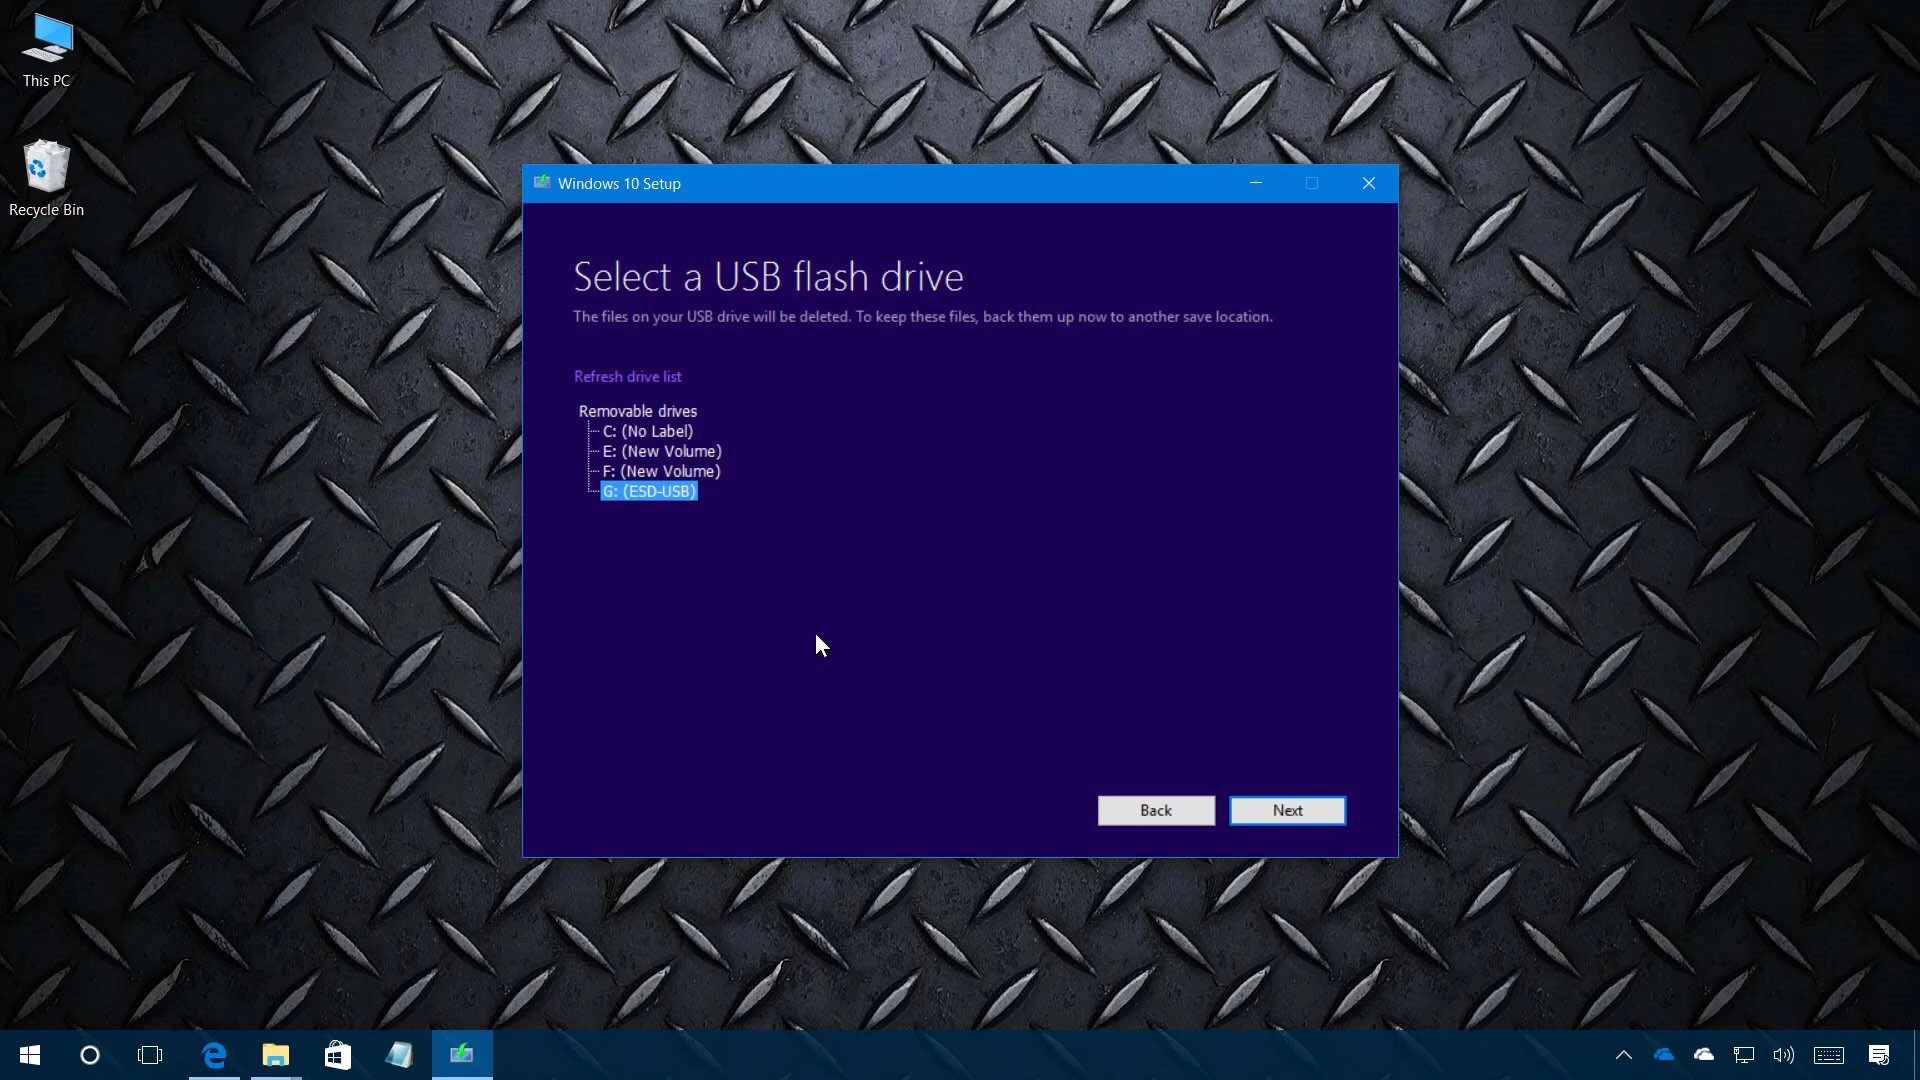 This PC
Recycle Bin
Windows 10 Setup
Select a USB flash drive
The files on your USB drive will be deleted. To keep these files, back them up now to another save location.
Refresh drive list
Removable drives
C: (No Label)
E: (New Volume)
F: (New Volume)
G: (ESD-USB)
Back
Next